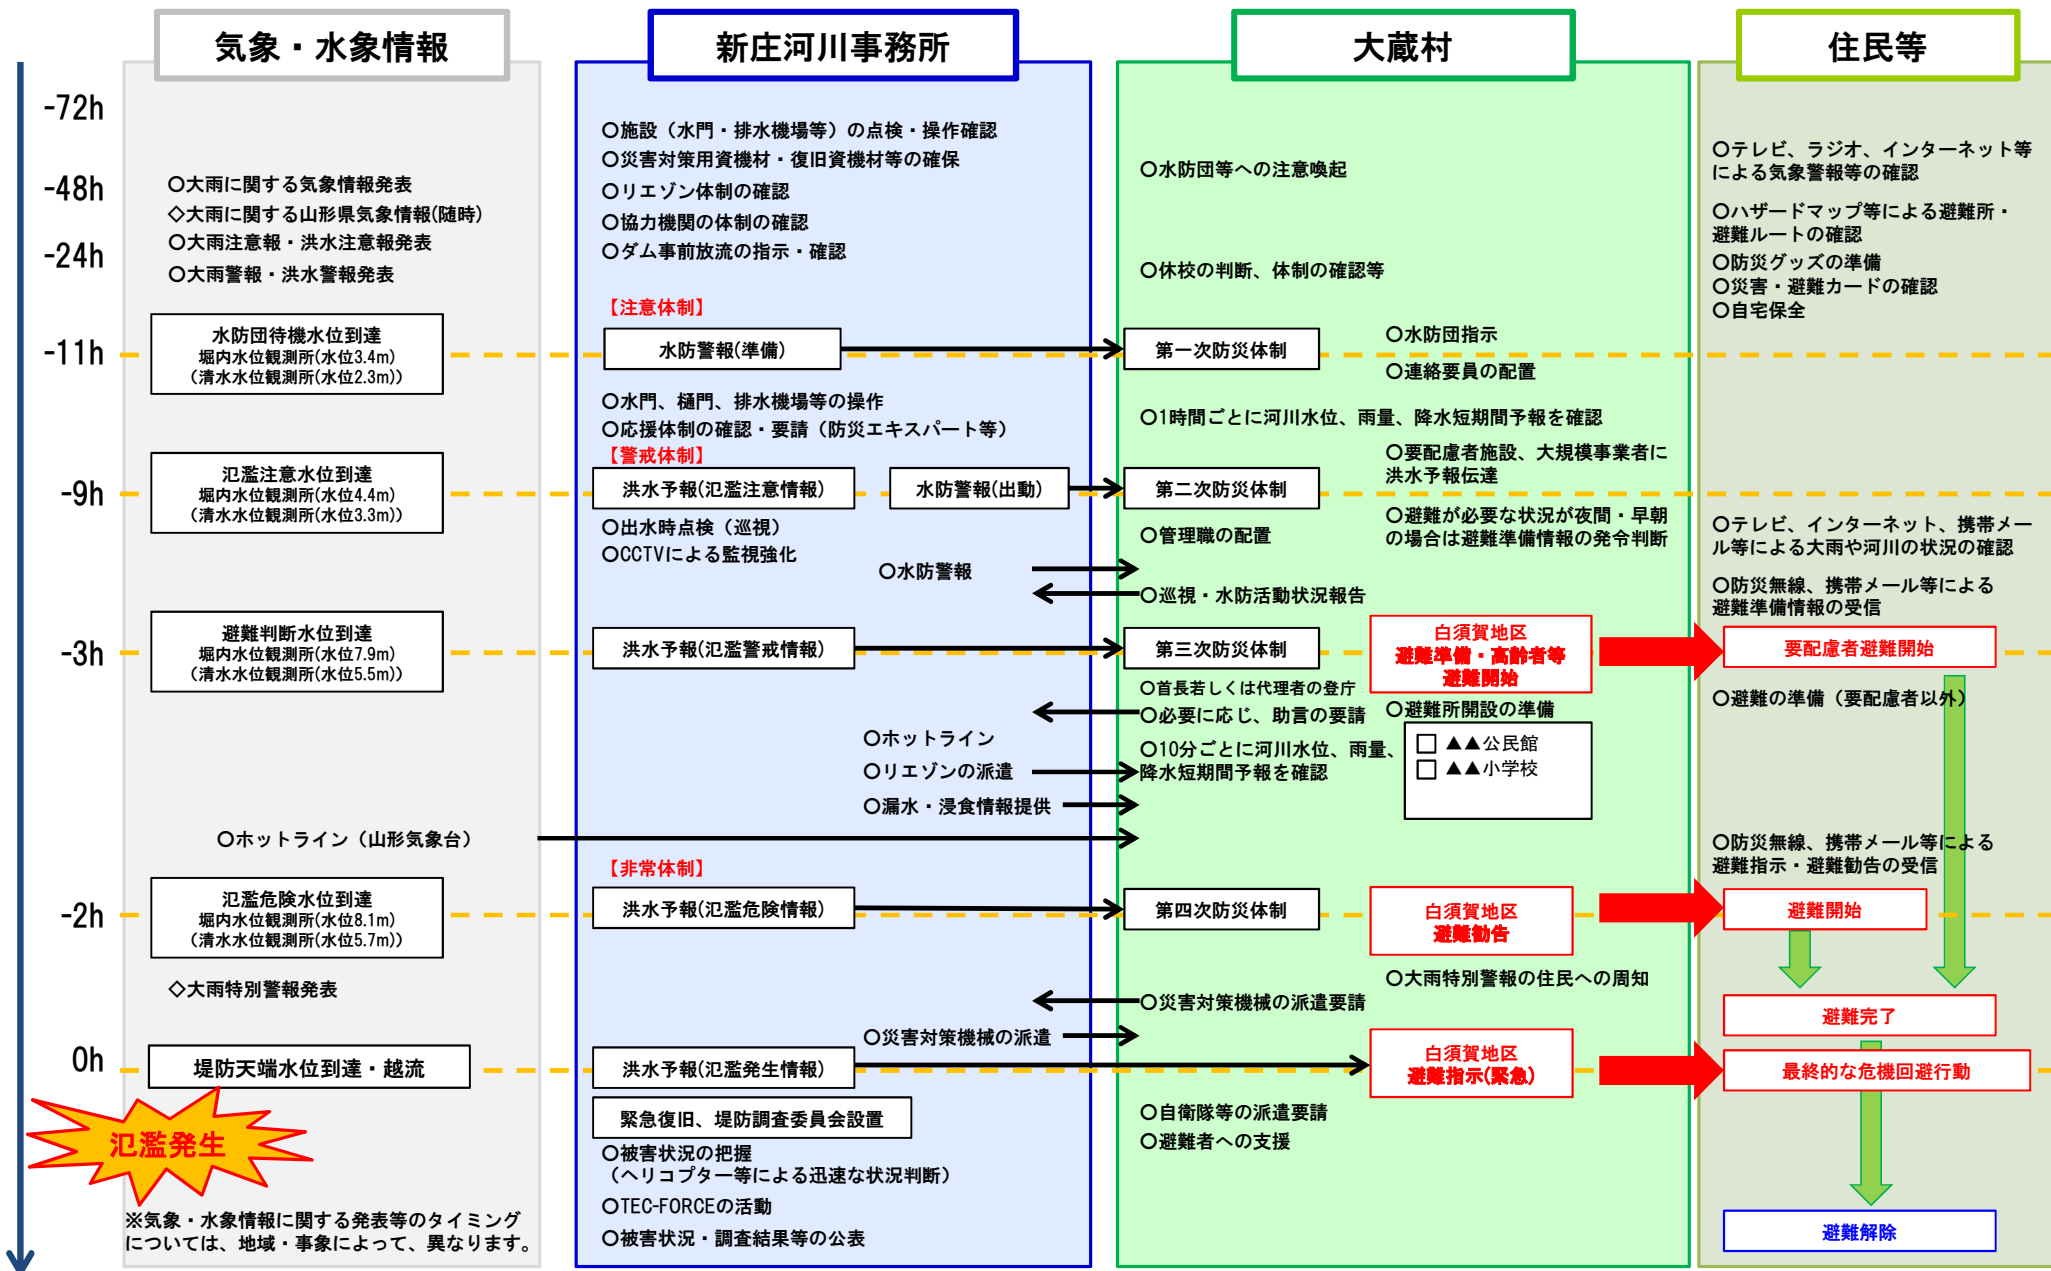 気象・水象情報
新庄河川事務所
大蔵村
住民等
-72h
-48h
-24h
-11h
-9h
-3h
-2h
0h
○大雨に関する気象情報発表
◇大雨に関する山形県気象情報(随時)
○大雨注意報・洪水注意報発表
○大雨警報・洪水警報発表
水防団待機水位到達
堀内水位観測所(水位3.4m)
(清水水位観測所(水位2.3m))
氾濫注意水位到達
堀内水位観測所(水位4.4m)
(清水水位観測所(水位3.3m))
避難判断水位到達
堀内水位観測所(水位7.9m)
(清水水位観測所(水位5.5m))
○ホットライン（山形気象台）
氾濫危険水位到達
堀内水位観測所(水位8.1m)
(清水水位観測所(水位5.7m))
◇大雨特別警報発表
堤防天端水位到達・越流
氾濫発生
※気象・水象情報に関する発表等のタイミング
については、地域・事象によって、異なります。
○施設（水門・排水機場等）の点検・操作確認
○災害対策用資機材・復旧資機材等の確保
○リエゾン体制の確認
○協力機関の体制の確認
○ダム事前放流の指示・確認
【注意体制】
水防警報(準備)
○水門、樋門、排水機場等の操作
○応援体制の確認・要請（防災エキスパート等）
【警戒体制】
洪水予報(氾濫注意情報)
水防警報(出動)
○出水時点検（巡視）
○CCTVによる監視強化
○水防警報
洪水予報(氾濫警戒情報)
○ホットライン
○リエゾンの派遣
○漏水・浸食情報提供
【非常体制】
洪水予報(氾濫危険情報)
○災害対策機械の派遣
洪水予報(氾濫発生情報)
緊急復旧、堤防調査委員会設置
○被害状況の把握
（ヘリコプター等による迅速な状況判断）
○TEC-FORCEの活動
○被害状況・調査結果等の公表
○水防団等への注意喚起
○休校の判断、体制の確認等
第一次防災体制
○水防団指示
○連絡要員の配置
○1時間ごとに河川水位、雨量、降水短期間予報を確認
第二次防災体制
○要配慮者施設、大規模事業者に
洪水予報伝達
○管理職の配置
○避難が必要な状況が夜間・早朝
の場合は避難準備情報の発令判断
○巡視・水防活動状況報告
第三次防災体制
白須賀地区
避難準備・高齢者等
避難開始
○首長若しくは代理者の登庁
○必要に応じ、助言の要請
○避難所開設の準備
○10分ごとに河川水位、雨量、
降水短期間予報を確認
□ ▲▲公民館
□ ▲▲小学校
第四次防災体制
白須賀地区
避難勧告
○大雨特別警報の住民への周知
○災害対策機械の派遣要請
白須賀地区
避難指示(緊急)
○自衛隊等の派遣要請
○避難者への支援
○テレビ、ラジオ、インターネット等
による気象警報等の確認
○ハザードマップ等による避難所・
避難ルートの確認
○防災グッズの準備
○災害・避難カードの確認
○自宅保全
○テレビ、インターネット、携帯メー
ル等による大雨や河川の状況の確認
○防災無線、携帯メール等による
避難準備情報の受信
要配慮者避難開始
○避難の準備（要配慮者以外）
○防災無線、携帯メール等による
避難指示・避難勧告の受信
避難開始
避難完了
最終的な危機回避行動
避難解除